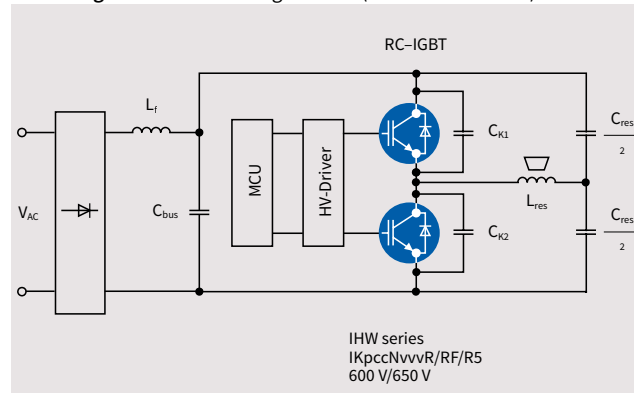 RC-IGBT
L_f
C_K1
C_res
2
MCU
HV-Driver
V_AC
C_bus
L_res
C_K2
C_res
2
IHW series
IKpccNvvvR/RF/R5
600 V/650 V